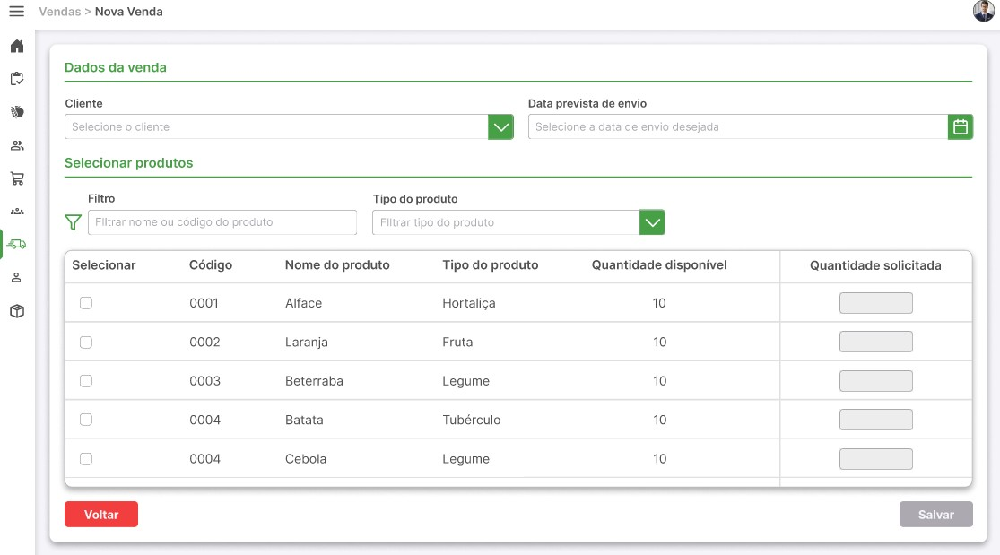 Vendas > Nova Venda
Dados da venda
Cliente
Data prevista de envio
Selecione o cliente
Selecione a data de envio desejada
Selecionar produtos
Filtro
Tipo do produto
FIltrar nome ou código do produto
FIltrar tipo do produto
Selecionar Código Nome do produto Tipo do produto Quantidade disponível Quantidade solicitada
0001 Alface Hortaliça 10
0002 Laranja Fruta 10
0003 Beterraba Legume 10
0004 Batata Tubérculo 10
0004 Cebola Legume 10
Voltar
Salvar